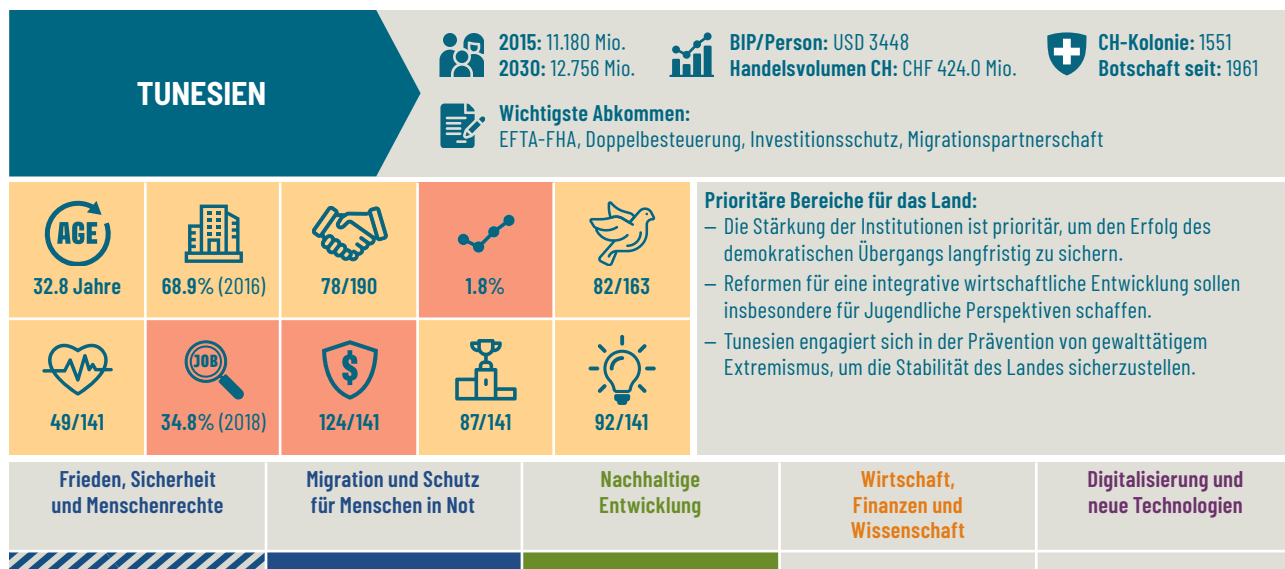 TUNESIEN
2015: 11.180 Mio.
2030: 12.756 Mio.
BIP/Person: USD 3448
Handelsvolumen CH: CHF 424.0 Mio.
CH-Kolonie: 1551
Botschaft seit: 1961
Wichtigste Abkommen:
EFTA-FHA, Doppelbesteuerung, Investitionsschutz, Migrationspartnerschaft
AGE
32.8 Jahre
68.9% (2016)
78/190
1.8%
82/163
49/141
JOB
34.8% (2018)
$
124/141
87/141
92/141
Prioritäre Bereiche für das Land:
– Die Stärkung der Institutionen ist prioritär, um den Erfolg des
demokratischen Übergangs langfristig zu sichern.
– Reformen für eine integrative wirtschaftliche Entwicklung sollen
insbesondere für Jugendliche Perspektiven schaffen.
– Tunesien engagiert sich in der Prävention von gewalttätigem
Extremismus, um die Stabilität des Landes sicherzustellen.
Frieden, Sicherheit
und Menschenrechte
Migration und Schutz
für Menschen in Not
Nachhaltige
Entwicklung
Wirtschaft,
Finanzen und
Wissenschaft
Digitalisierung und
neue Technologien